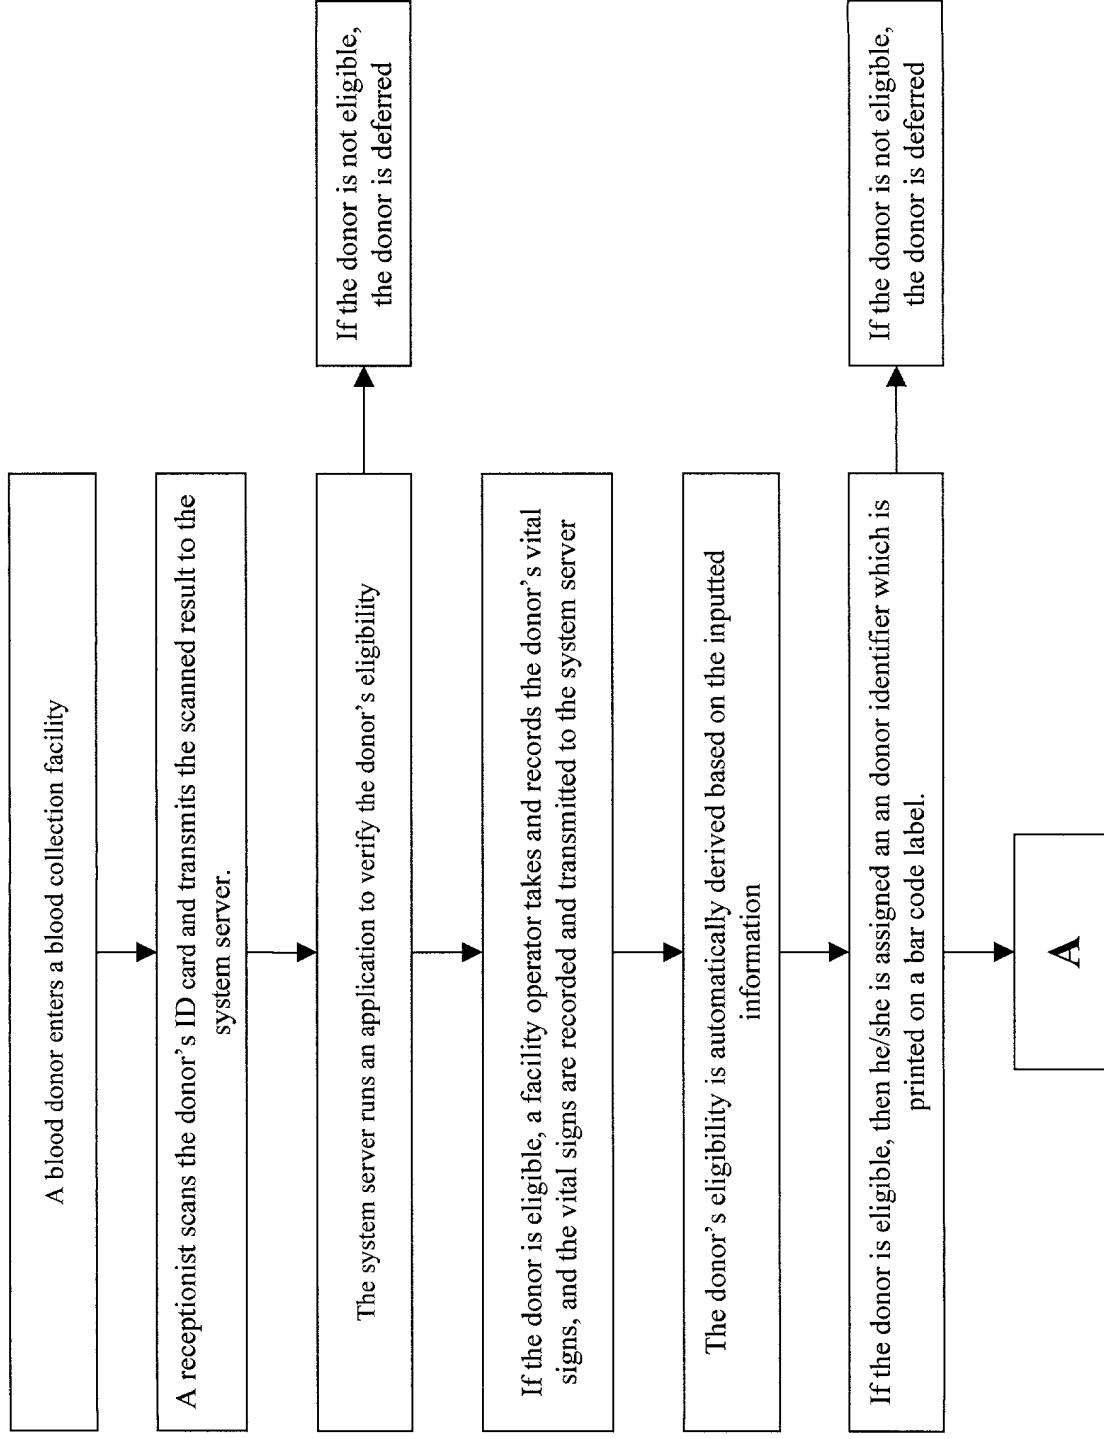 A blood donor enters a blood collection facility
A receptionist scans the donor's ID card and transmits the scanned result to the
system server.
The system server runs an application to verify the donor's eligibility
If the donor is not eligible,
the donor is deferred
If the donor is eligible, a facility operator takes and records the donor's vital
signs, and the vital signs are recorded and transmitted to the system server
The donor's eligibility is automatically derived based on the inputted
information
If the donor is eligible, then he/she is assigned an an donor identifier which is
printed on a bar code label.
If the donor is not eligible,
the donor is deferred
A